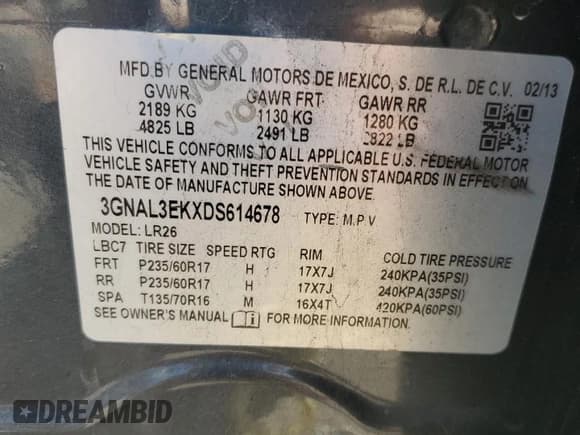 MFD.BY GENERAL MOTORS DE MEXICO, S. DE R.L. DE C.V. 02/13
GVWR GAWR FRT GAWR RR
2189 KG 1130 KG 1280 KG
4825 LB 2491 LB 2822 LB
THIS VEHICLE CONFORMS TO ALL APPLICABLE U.S. FEDERAL MOTOR
VEHICLE SAFETY AND THEFT PREVENTION STANDARDS IN EFFECT ON
THE DATE OF MANUFACTURE SHOWN ABOVE.
3GNAL3EKXDS614678 TYPE: M.P.V
MODEL: LR26
LBC7 TIRE SIZE SPEED RTG RIM COLD TIRE PRESSURE
FRT P235/60R17 H 17X7J 240KPA(35PSI)
RR P235/60R17 H 17X7J 240KPA(35PSI)
SPA T135/70R16 M 16X4T 420KPA(60PSI)
SEE OWNER'S MANUAL FOR MORE INFORMATION.
VOID
VOID
DREAMBID